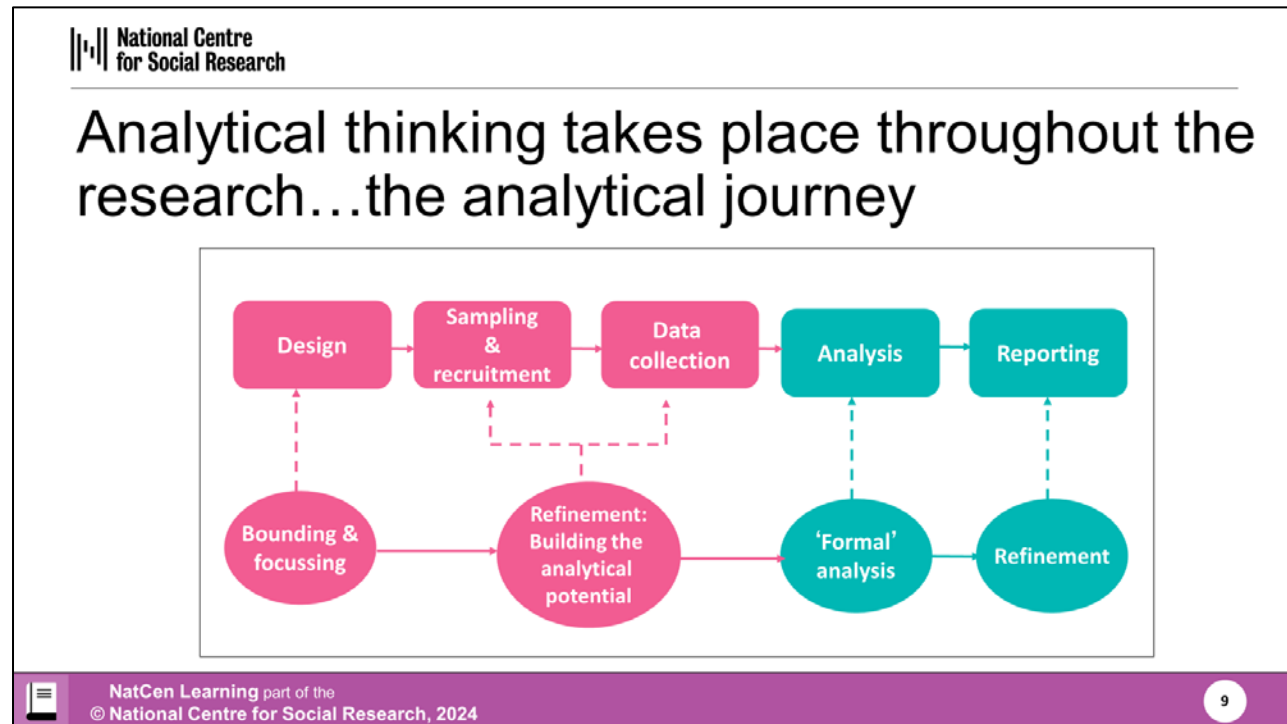 National Centre
for Social Research
Analytical thinking takes place throughout the
research…the analytical journey
Design
Sampling
&
recruitment
Data
collection
Analysis
Reporting
Bounding &
focussing
Refinement:
Building the
analytical
potential
‘Formal’
analysis
Refinement
NatCen Learning part of the
© National Centre for Social Research, 2024
9